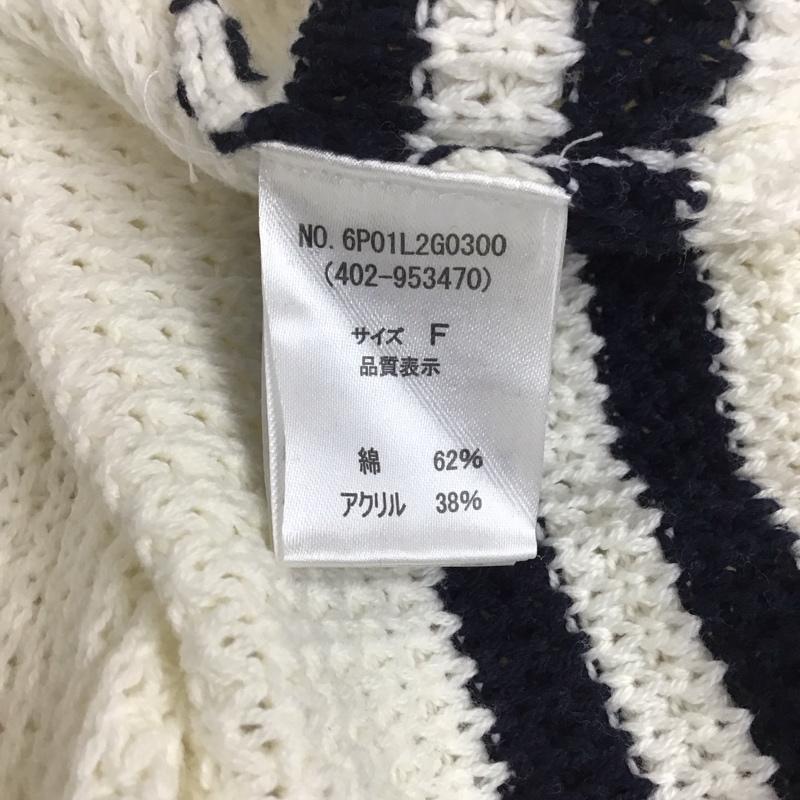 NO. 6P01L2G0300
(402-953470)
サイズ F
品質表示
綿 62%
アクリル 38%